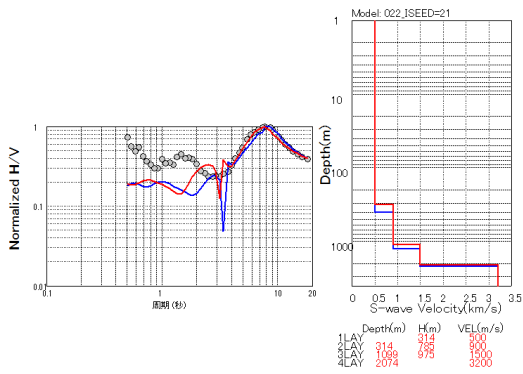 Model: 022_ISEED=21
Normalized H/V
1
0.1
0.01
0.1
1
10
20
周期(秒)
Depth(m)
1
10
100
1000
0
0.5
1
1.5
2
2.5
3
3.5
S-wave Velocity(km/s)
Depth(m) H(m) VEL(m/s)
1LAY 314 500
2LAY 314 785 900
3LAY 1099 975 1500
4LAY 2074 3200